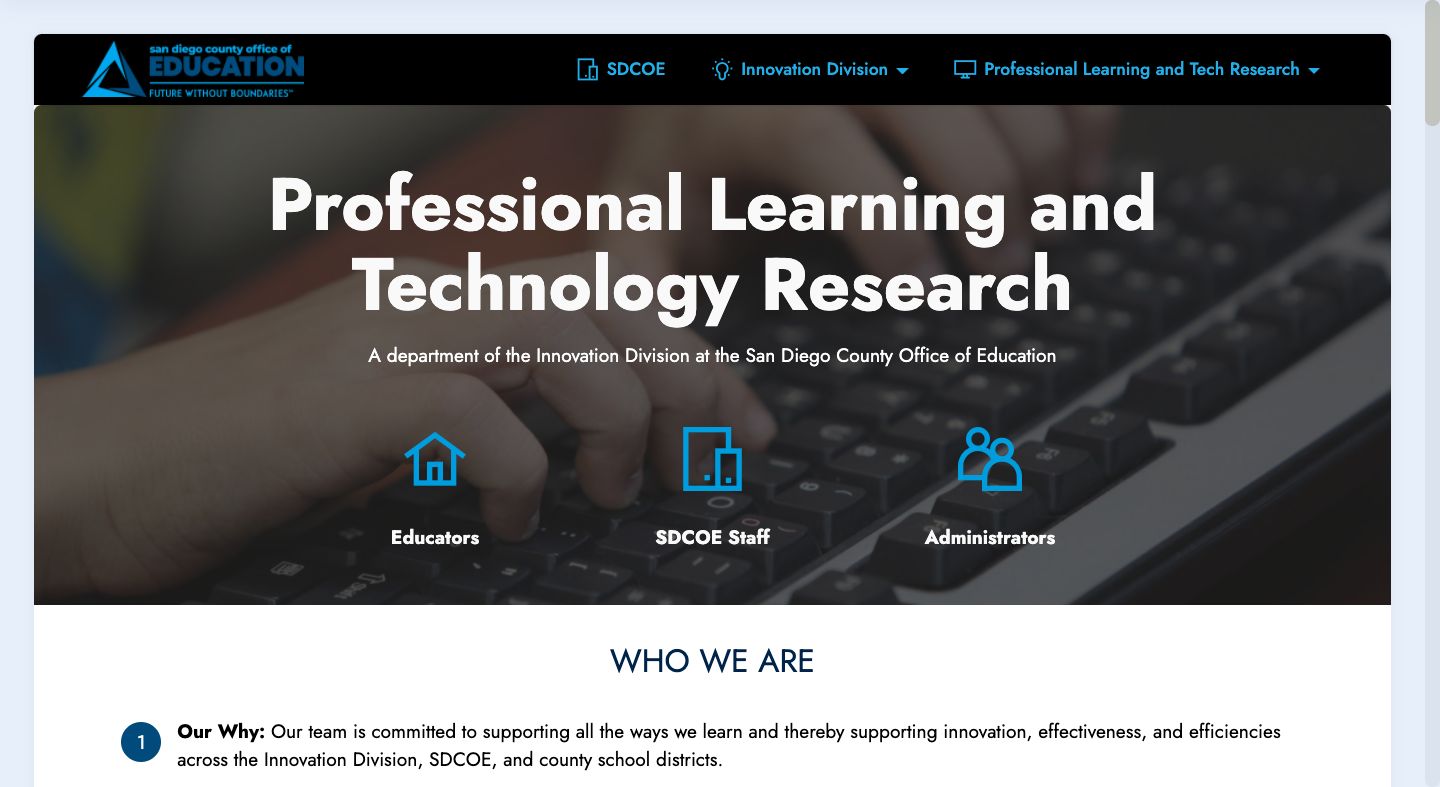 san diego county office of
EDUCATION
FUTURE WITHOUT BOUNDARIES™
SDCOE
Innovation Division
Professional Learning and Tech Research
Professional Learning and
Technology Research
A department of the Innovation Division at the San Diego County Office of Education
Educators
SDCOE Staff
Administrators
WHO WE ARE
1
Our Why: Our team is committed to supporting all the ways we learn and thereby supporting innovation, effectiveness, and efficiencies
across the Innovation Division, SDCOE, and county school districts.